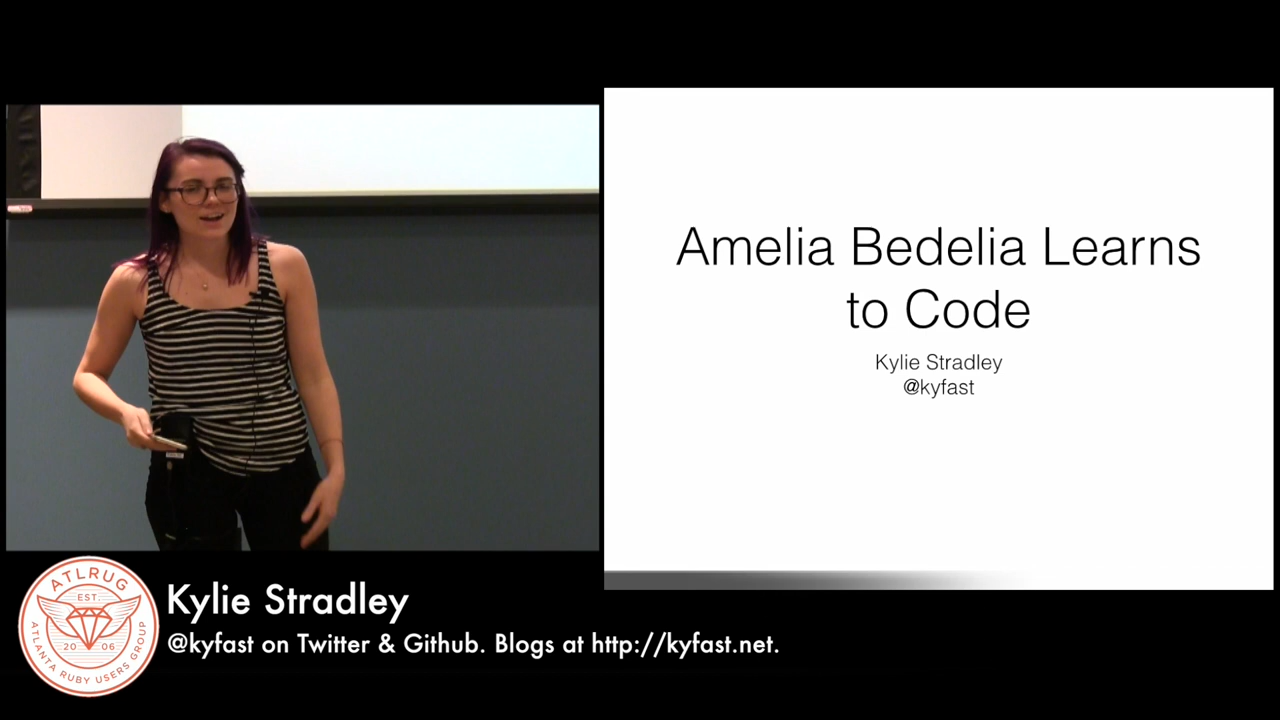 Amelia Bedelia Learns
to Code
Kylie Stradley
@kyfast
ATLRUG
EST.
20 06
ATLANTA RUBY USERS GROUP
Kylie Stradley
@kyfast on Twitter & Github. Blogs at http://kyfast.net.